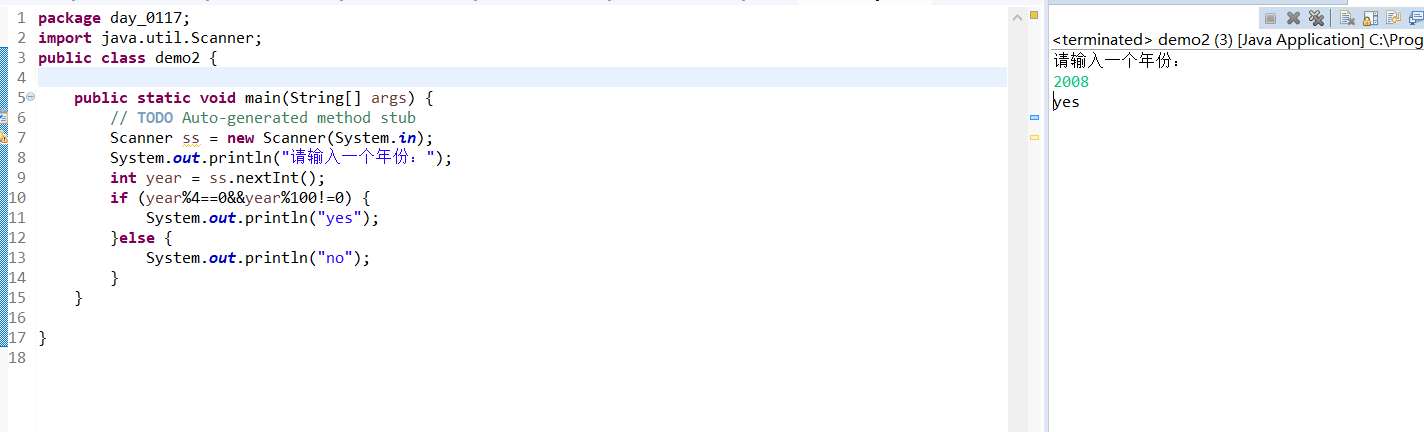 1 package day_0117;
2 import java.util.Scanner;
3 public class demo2 {
4
5 public static void main(String[] args) {
6 // TODO Auto-generated method stub
7 Scanner ss = new Scanner(System.in);
8 System.out.println("请输入一个年份：");
9 int year = ss.nextInt();
10 if (year%4==0&&year%100!=0) {
11 System.out.println("yes");
12 }else {
13 System.out.println("no");
14 }
15 }
16
17 }
18
<terminated> demo2 (3) [Java Application] C:\Prog
请输入一个年份：
2008
yes